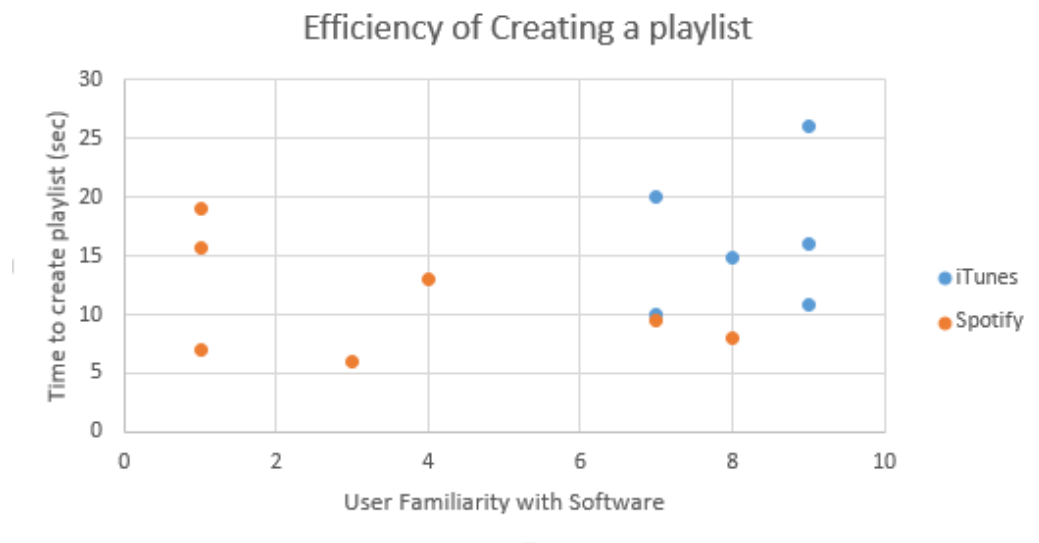 Efficiency of Creating a playlist
30
25
20
15
10
5
0
Time to create playlist (sec)
0 2 4 6 8 10
User Familiarity with Software
iTunes
Spotify